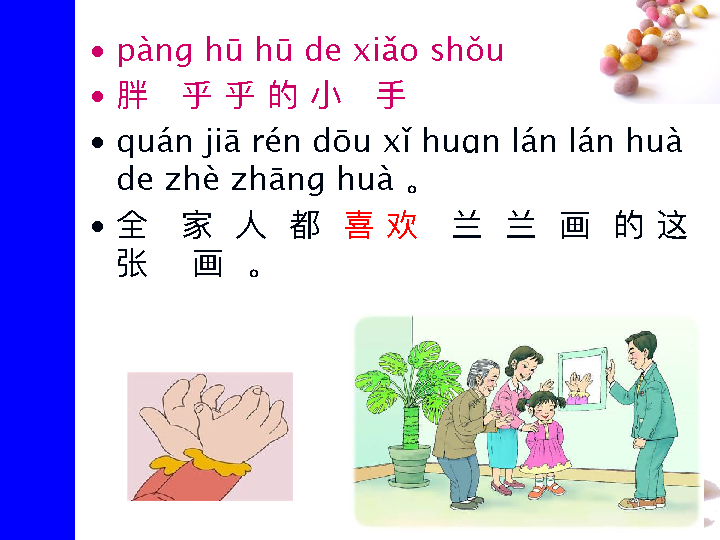 pàng hū hū de xiǎo shǒu
胖 乎 乎 的 小 手
quán jiā rén dōu xǐ huɑn lán lán huà
de zhè zhāng huà 。
全 家 人 都 喜 欢 兰 兰 画 的 这
张 画 。